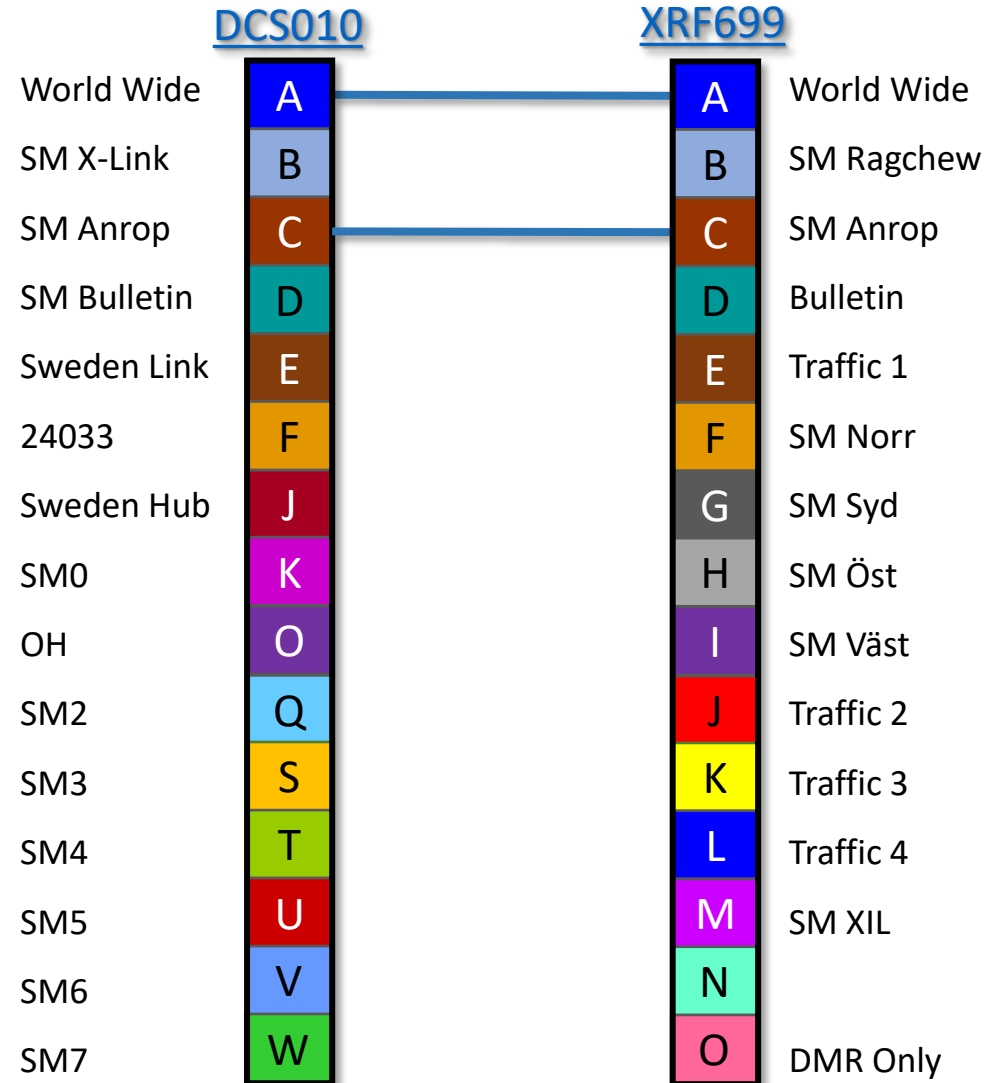 DCS010 XRF699
World Wide A A World Wide
SM X-Link B B SM Ragchew
SM Anrop C C SM Anrop
SM Bulletin D D Bulletin
Sweden Link E E Traffic 1
24033 F F SM Norr
Sweden Hub J G SM Syd
SM0 K H SM Öst
OH O I SM Väst
SM2 Q J Traffic 2
SM3 S K Traffic 3
SM4 T L Traffic 4
SM5 U M SM XIL
SM6 V N
SM7 W O DMR Only